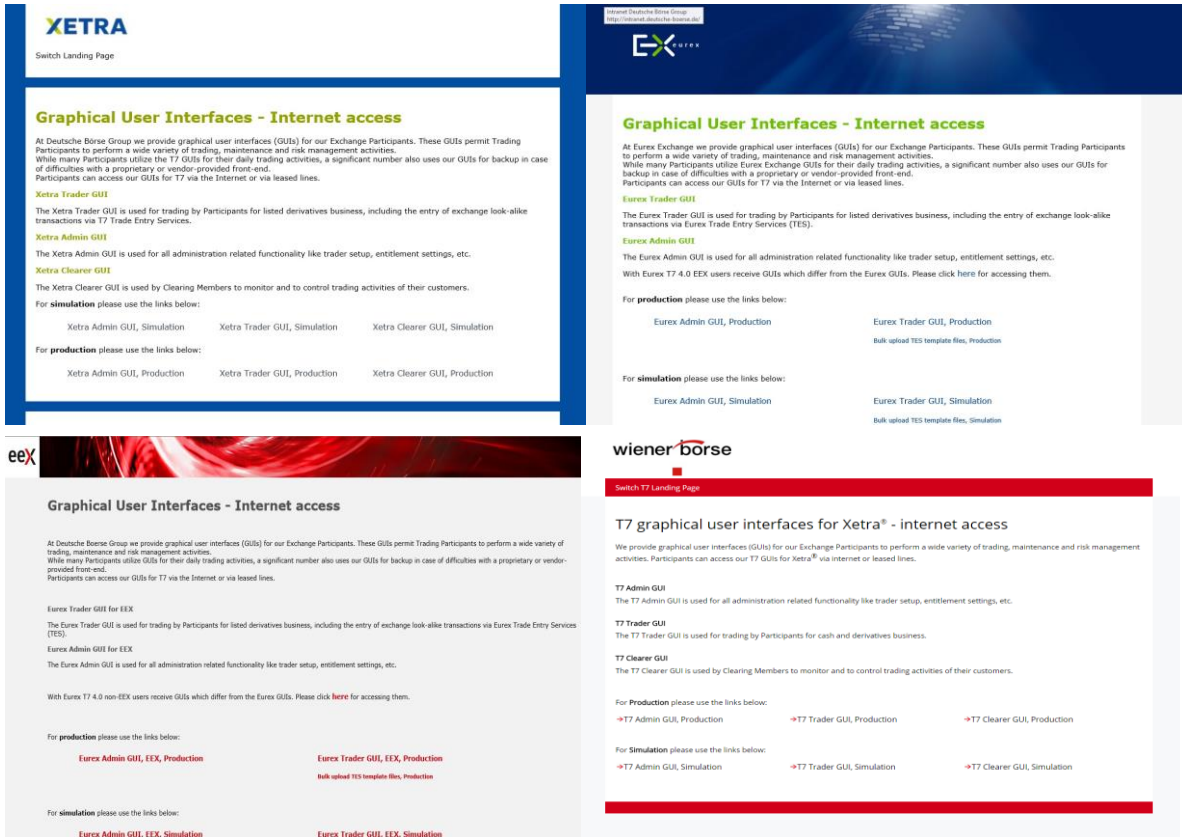 XETRA
Switch Landing Page
Graphical User Interfaces - Internet access
At Deutsche Börse Group we provide graphical user interfaces (GUIs) for our Exchange Participants. These GUIs permit Trading
Participants to perform a wide variety of trading, maintenance and risk management activities.
While many Participants utilize the T7 GUIs for their daily trading activities, a significant number also uses our GUIs for backup in case
of difficulties with a proprietary or vendor-provided front-end.
Participants can access our GUIs for T7 via the Internet or via leased lines.
Xetra Trader GUI
The Xetra Trader GUI is used for trading by Participants for listed derivatives business, including the entry of exchange look-alike
transactions via T7 Trade Entry Services.
Xetra Admin GUI
The Xetra Admin GUI is used for all administration related functionality like trader setup, entitlement settings, etc.
Xetra Clearer GUI
The Xetra Clearer GUI is used by Clearing Members to monitor and to control trading activities of their customers.
For simulation please use the links below:
Xetra Admin GUI, Simulation Xetra Trader GUI, Simulation Xetra Clearer GUI, Simulation
For production please use the links below:
Xetra Admin GUI, Production Xetra Trader GUI, Production Xetra Clearer GUI, Production
Intranet Deutsche Börse Group
http://intranet.deutsche-boerse.de/
EX eurex
Graphical User Interfaces - Internet access
At Eurex Exchange we provide graphical user interfaces (GUIs) for our Exchange Participants. These GUIs permit Trading Participants
to perform a wide variety of trading, maintenance and risk management activities.
While many Participants utilize Eurex Exchange GUIs for their daily trading activities, a significant number also uses our GUIs for
backup in case of difficulties with a proprietary or vendor-provided front-end.
Participants can access our GUIs for T7 via the Internet or via leased lines.
Eurex Trader GUI
The Eurex Trader GUI is used for trading by Participants for listed derivatives business, including the entry of exchange look-alike
transactions via Eurex Trade Entry Services (TES).
Eurex Admin GUI
The Eurex Admin GUI is used for all administration related functionality like trader setup, entitlement settings, etc.
With Eurex T7 4.0 EEX users receive GUIs which differ from the Eurex GUIs. Please click here for accessing them.
For production please use the links below:
Eurex Admin GUI, Production Eurex Trader GUI, Production
Bulk upload TES template files, Production
For simulation please use the links below:
Eurex Admin GUI, Simulation Eurex Trader GUI, Simulation
Bulk upload TES template files, Simulation
eex
Graphical User Interfaces - Internet access
At Deutsche Boerse Group we provide graphical user interfaces (GUIs) for our Exchange Participants. These GUIs permit Trading Participants to perform a wide variety of
trading, maintenance and risk management activities.
While many Participants utilize GUIs for their daily trading activities, a significant number also uses our GUIs for backup in case of difficulties with a proprietary or vendor-
provided front-end.
Participants can access our GUIs for T7 via the Internet or via leased lines.
Eurex Trader GUI for EEX
The Eurex Trader GUI is used for trading by Participants for listed derivatives business, including the entry of exchange look-alike transactions via Eurex Trade Entry Services
(TES).
Eurex Admin GUI for EEX
The Eurex Admin GUI is used for all administration related functionality like trader setup, entitlement settings, etc.
With Eurex T7 4.0 non-EEX users receive GUIs which differ from the Eurex GUIs. Please click here for accessing them.
For production please use the links below:
Eurex Admin GUI, EEX, Production Eurex Trader GUI, EEX, Production
Bulk upload TES template files, Production
For simulation please use the links below:
Eurex Admin GUI, EEX, Simulation Eurex Trader GUI, EEX, Simulation
wiener börse
Switch T7 Landing Page
T7 graphical user interfaces for Xetra® - internet access
We provide graphical user interfaces (GUIs) for our Exchange Participants to perform a wide variety of trading, maintenance and risk management
activities. Participants can access our T7 GUIs for Xetra® via internet or leased lines.
T7 Admin GUI
The T7 Admin GUI is used for all administration related functionality like trader setup, entitlement settings, etc.
T7 Trader GUI
The T7 Trader GUI is used for trading by Participants for cash and derivatives business.
T7 Clearer GUI
The T7 Clearer GUI is used by Clearing Members to monitor and to control trading activities of their customers.
For Production please use the links below:
→T7 Admin GUI, Production →T7 Trader GUI, Production →T7 Clearer GUI, Production
For Simulation please use the links below:
→T7 Admin GUI, Simulation →T7 Trader GUI, Simulation →T7 Clearer GUI, Simulation